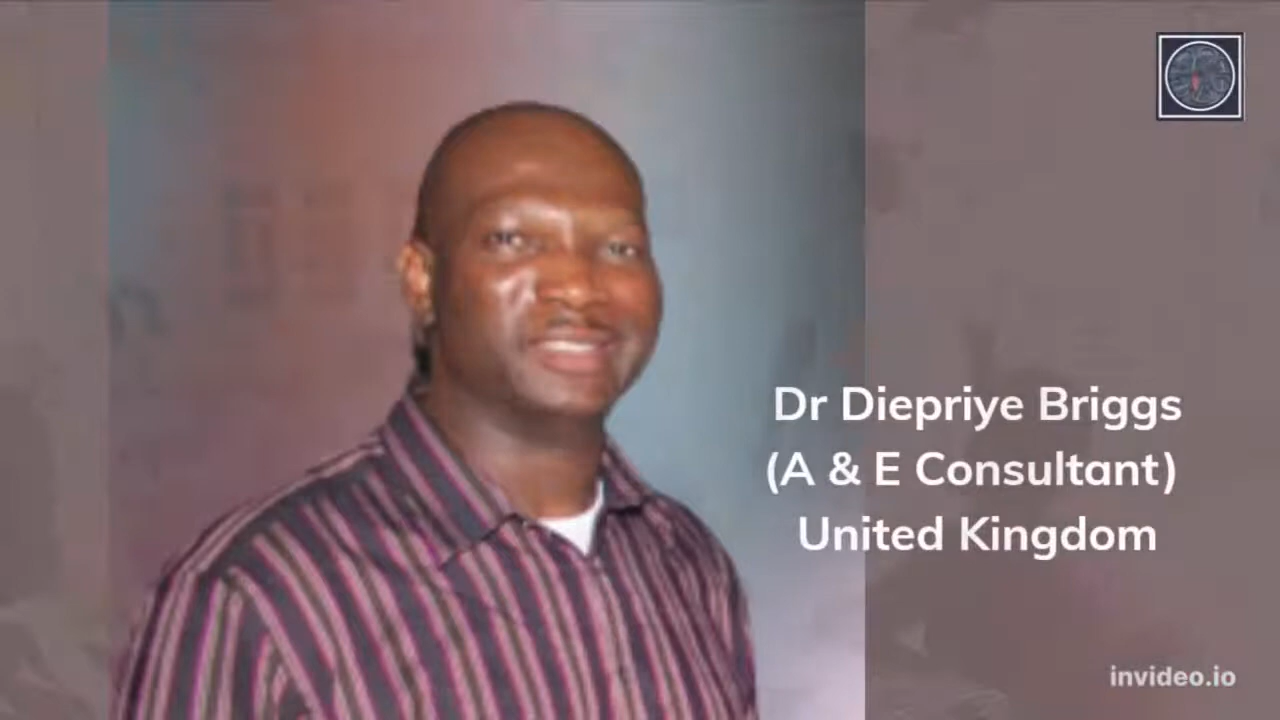 Dr Diepriye Briggs
(A & E Consultant)
United Kingdom
invideo.io